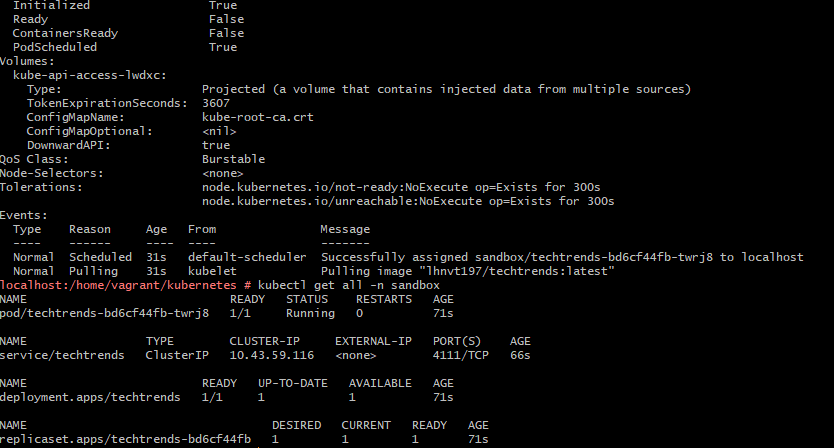 Initialized True
Ready False
ContainersReady False
PodScheduled True
Volumes:
kube-api-access-lwdxc:
Type: Projected (a volume that contains injected data from multiple sources)
TokenExpirationSeconds: 3607
ConfigMapName: kube-root-ca.crt
ConfigMapOptional: <nil>
DownwardAPI: true
QoS Class: Burstable
Node-Selectors: <none>
Tolerations: node.kubernetes.io/not-ready:NoExecute op=Exists for 300s
node.kubernetes.io/unreachable:NoExecute op=Exists for 300s
Events:
Type Reason Age From Message
---- ------ ---- ---- -------
Normal Scheduled 31s default-scheduler Successfully assigned sandbox/techtrends-bd6cf44fb-twrj8 to localhost
Normal Pulling 31s kubelet Pulling image "lhnvt197/techtrends:latest"
localhost:/home/vagrant/kubernetes # kubectl get all -n sandbox
NAME READY STATUS RESTARTS AGE
pod/techtrends-bd6cf44fb-twrj8 1/1 Running 0 71s
NAME TYPE CLUSTER-IP EXTERNAL-IP PORT(S) AGE
service/techtrends ClusterIP 10.43.59.116 <none> 4111/TCP 66s
NAME READY UP-TO-DATE AVAILABLE AGE
deployment.apps/techtrends 1/1 1 1 71s
NAME DESIRED CURRENT READY AGE
replicaset.apps/techtrends-bd6cf44fb 1 1 1 71s